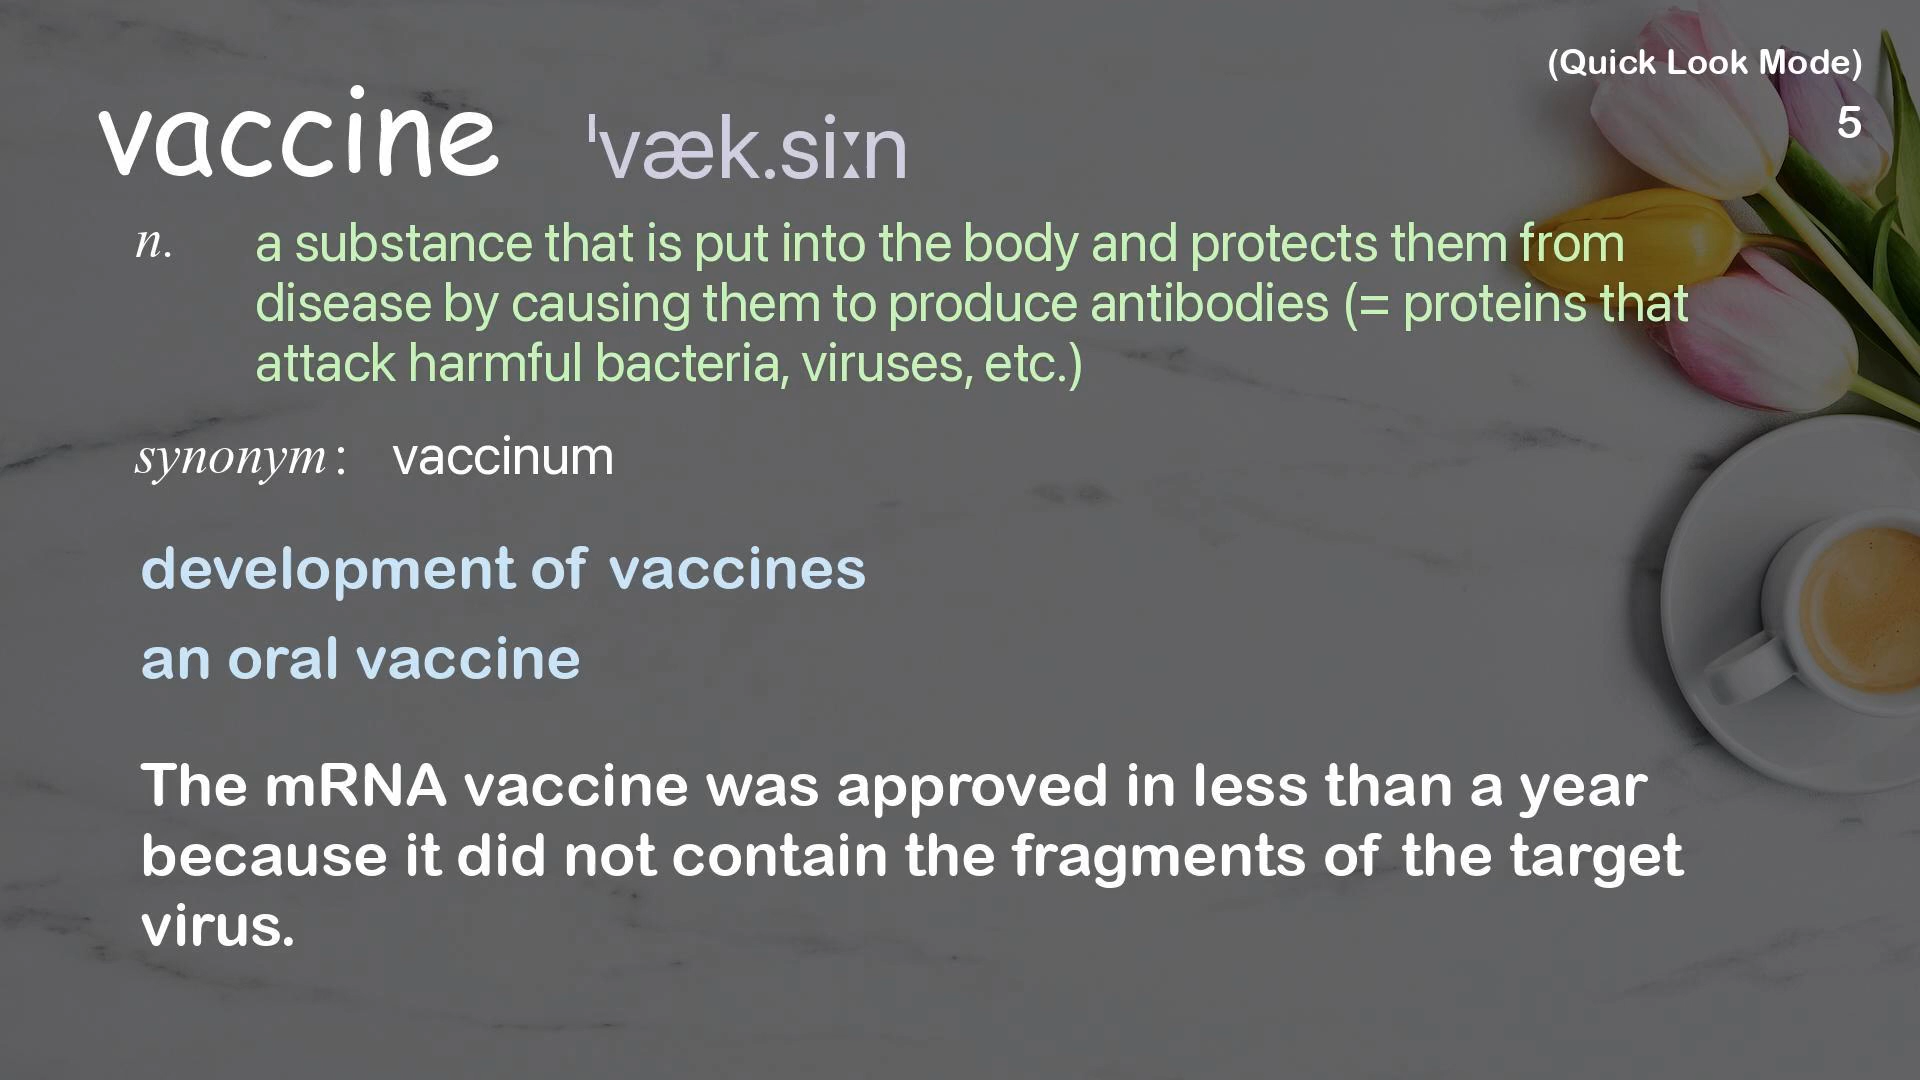 (Quick Look Mode)
5
vaccine ˈvæk.siːn
n. a substance that is put into the body and protects them from
disease by causing them to produce antibodies (= proteins that
attack harmful bacteria, viruses, etc.)
synonym: vaccinum
development of vaccines
an oral vaccine
The mRNA vaccine was approved in less than a year
because it did not contain the fragments of the target
virus.